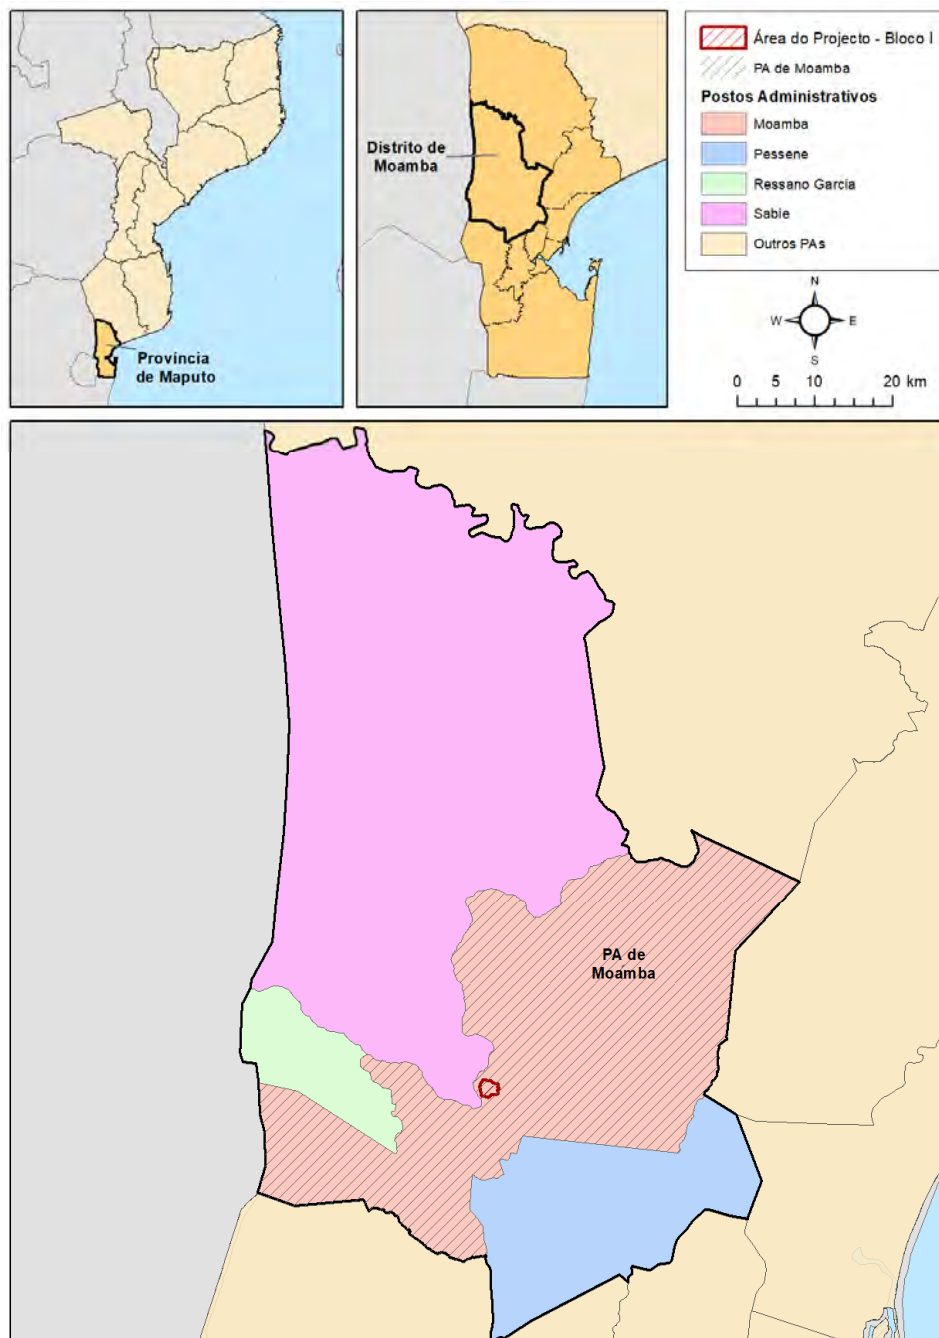 Província
de Maputo
Distrito de
Moamba
Área do Projecto - Bloco I
PA de Moamba
Postos Administrativos
Moamba
Pessene
Ressano Garcia
Sabie
Outros PAs
N
W E
S
0 5 10 20 km
PA de
Moamba